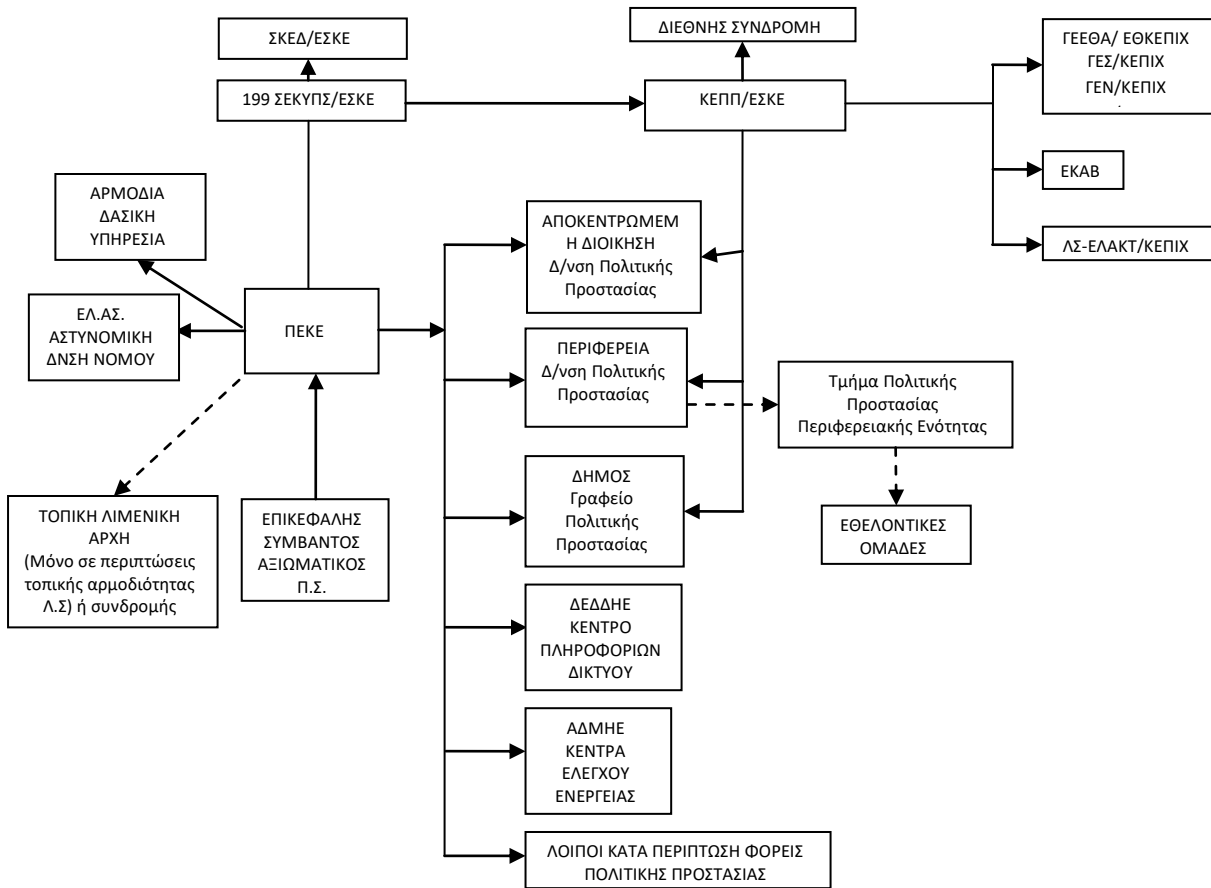 ΣΚΕΔ/ΕΣΚΕ
ΔΙΕΘΝΗΣ ΣΥΝΔΡΟΜΗ
ΓΕΕΘΑ/ ΕΘΚΕΠΙΧ
ΓΕΣ/ΚΕΠΙΧ
ΓΕΝ/ΚΕΠΙΧ
199 ΣΕΚΥΠΣ/ΕΣΚΕ
ΚΕΠΠ/ΕΣΚΕ
ΕΚΑΒ
ΛΣ-ΕΛΑΚΤ/ΚΕΠΙΧ
ΑΡΜΟΔΙΑ
ΔΑΣΙΚΗ
ΥΠΗΡΕΣΙΑ
ΑΠΟΚΕΝΤΡΩΜΕΜ
Η ΔΙΟΙΚΗΣΗ
Δ/νση Πολιτικής
Προστασίας
ΕΛ.ΑΣ.
ΑΣΤΥΝΟΜΙΚΗ
ΔΝΣΗ ΝΟΜΟΥ
ΠΕΚΕ
ΠΕΡΙΦΕΡΕΙΑ
Δ/νση Πολιτικής
Προστασίας
Τμήμα Πολιτικής
Προστασίας
Περιφερειακής Ενότητας
ΤΟΠΙΚΗ ΛΙΜΕΝΙΚΗ
ΑΡΧΗ
(Μόνο σε περιπτώσεις
τοπικής αρμοδιότητας
Λ.Σ) ή συνδρομής
ΕΠΙΚΕΦΑΛΗΣ
ΣΥΜΒΑΝΤΟΣ
ΑΞΙΩΜΑΤΙΚΟΣ
Π.Σ.
ΔΗΜΟΣ
Γραφείο
Πολιτικής
Προστασίας
ΕΘΕΛΟΝΤΙΚΕΣ
ΟΜΑΔΕΣ
ΔΕΔΔΗΕ
ΚΕΝΤΡΟ
ΠΛΗΡΟΦΟΡΙΩΝ
ΔΙΚΤΥΟΥ
ΑΔΜΗΕ
ΚΕΝΤΡΑ
ΕΛΕΓΧΟΥ
ΕΝΕΡΓΕΙΑΣ
ΛΟΙΠΟΙ ΚΑΤΑ ΠΕΡΙΠΤΩΣΗ ΦΟΡΕΙΣ
ΠΟΛΙΤΙΚΗΣ ΠΡΟΣΤΑΣΙΑΣ